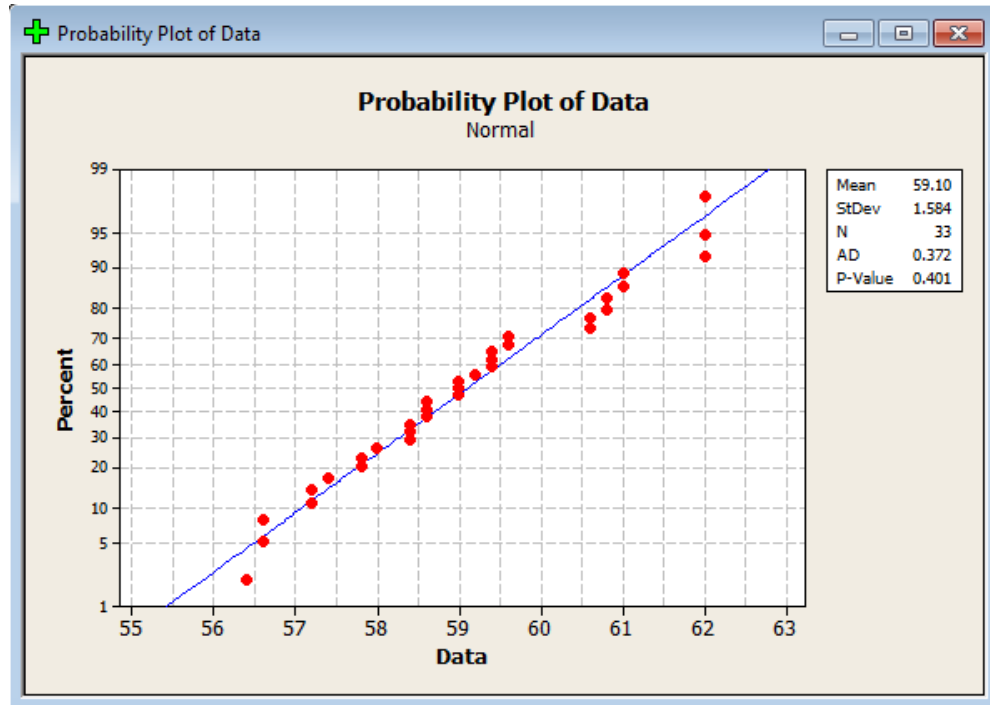 Probability Plot of Data
Probability Plot of Data
Normal
99
95
90
80
70
60
50
40
30
20
10
5
1
Percent
55 56 57 58 59 60 61 62 63
Data
Mean 59.10
StDev 1.584
N 33
AD 0.372
P-Value 0.401